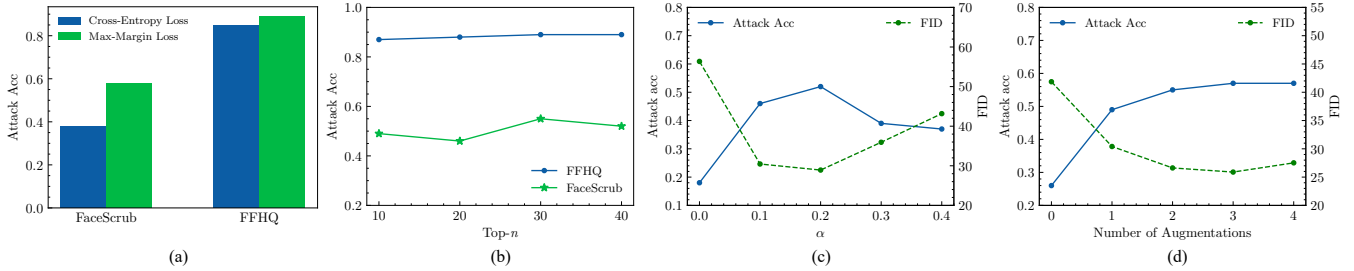 Cross-Entropy Loss
Max-Margin Loss
Attack Acc
0.8
0.6
0.4
0.2
0.0
FaceScrub
FFHQ
(a)
Attack Acc
1.0
0.8
0.6
0.4
0.2
FFHQ
FaceScrub
10
20
30
40
Top-n
(b)
Attack Acc
FID
Attack acc
0.8
0.7
0.6
0.5
0.4
0.3
0.2
0.1
70
60
50
40
30
20
FID
0.0
0.1
0.2
0.3
0.4
α
(c)
Attack Acc
FID
Attack acc
0.8
0.7
0.6
0.5
0.4
0.3
0.2
55
50
45
40
35
30
25
20
FID
0
1
2
3
4
Number of Augmentations
(d)